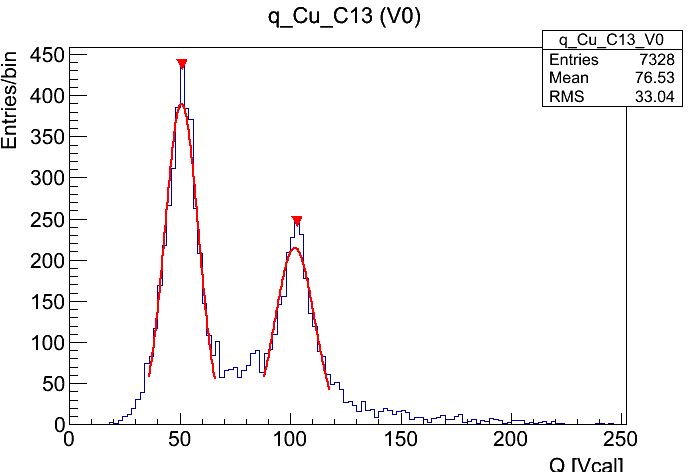 q_Cu_C13 (V0)
q_Cu_C13_V0
Entries 7328
Mean 76.53
RMS 33.04
Entries/bin
450
400
350
300
250
200
150
100
50
0
0 50 100 150 200 250
Q [Vcal]